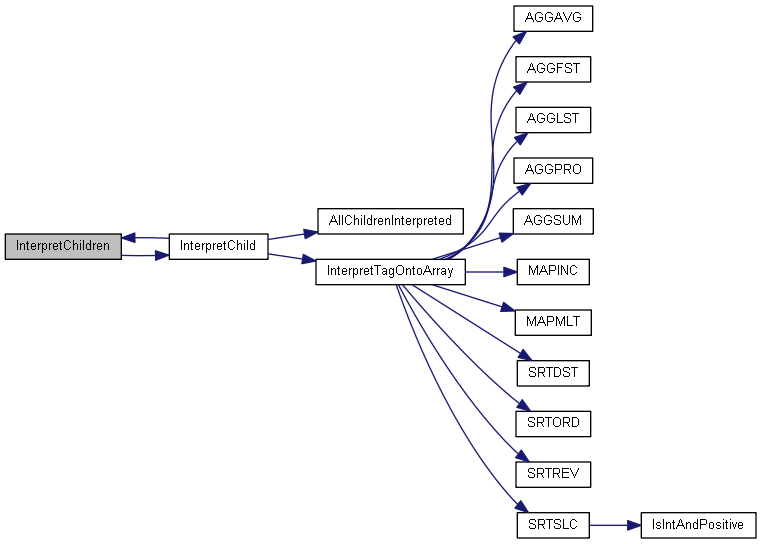 InterpretChildren
InterpretChild
AllChildrenInterpreted
InterpretTagOntoArray
AGGAVG
AGGFST
AGGLST
AGGPRO
AGGSUM
MAPINC
MAPMLT
SRTDST
SRTORD
SRTREV
SRTSLC
IsIntAndPositive